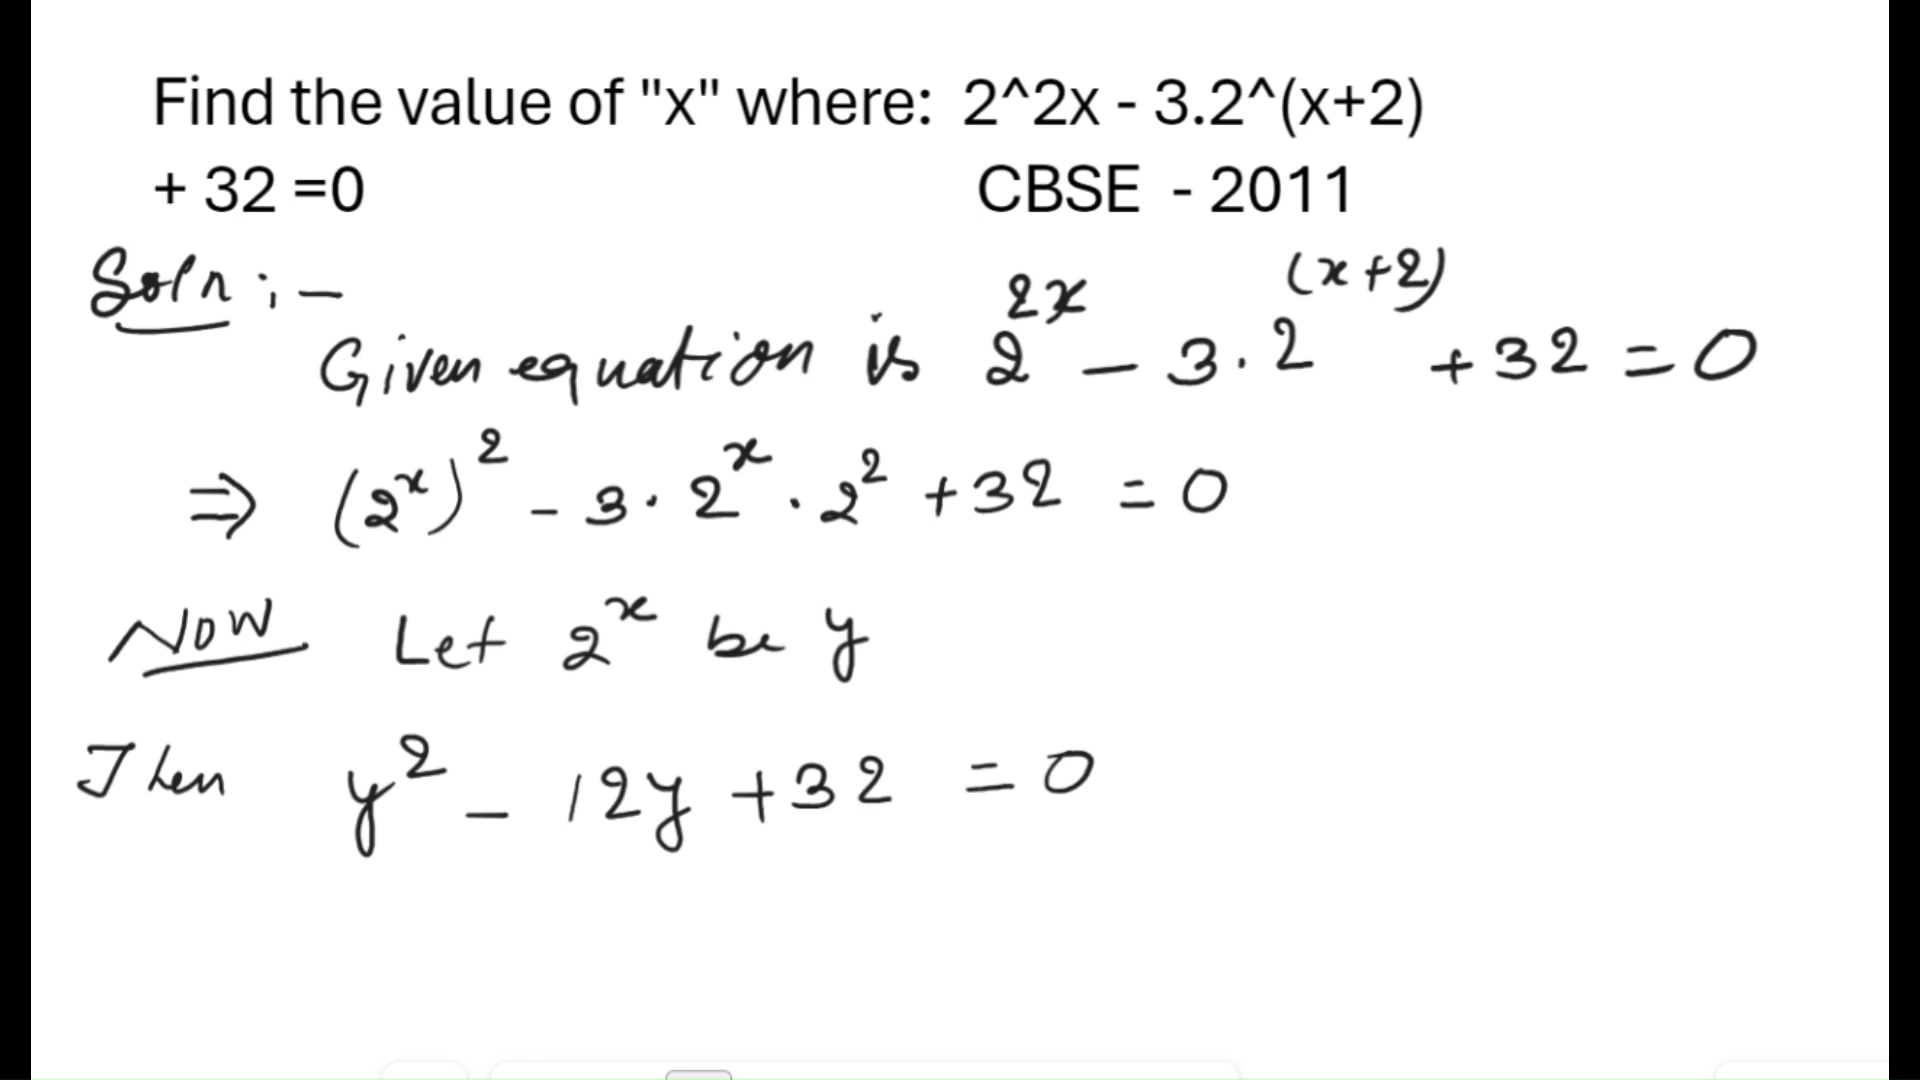 Find the value of "x" where: 2^2x - 3.2^(x+2)
+ 32 =0 CBSE - 2011
Soln :-
Given equation is 2^2x - 3.2^(x+2) + 32 = 0
⇒ (2^x)^2 - 3.2^x.2^2 + 32 = 0
Now Let 2^x be y
Then y^2 - 12y + 32 = 0